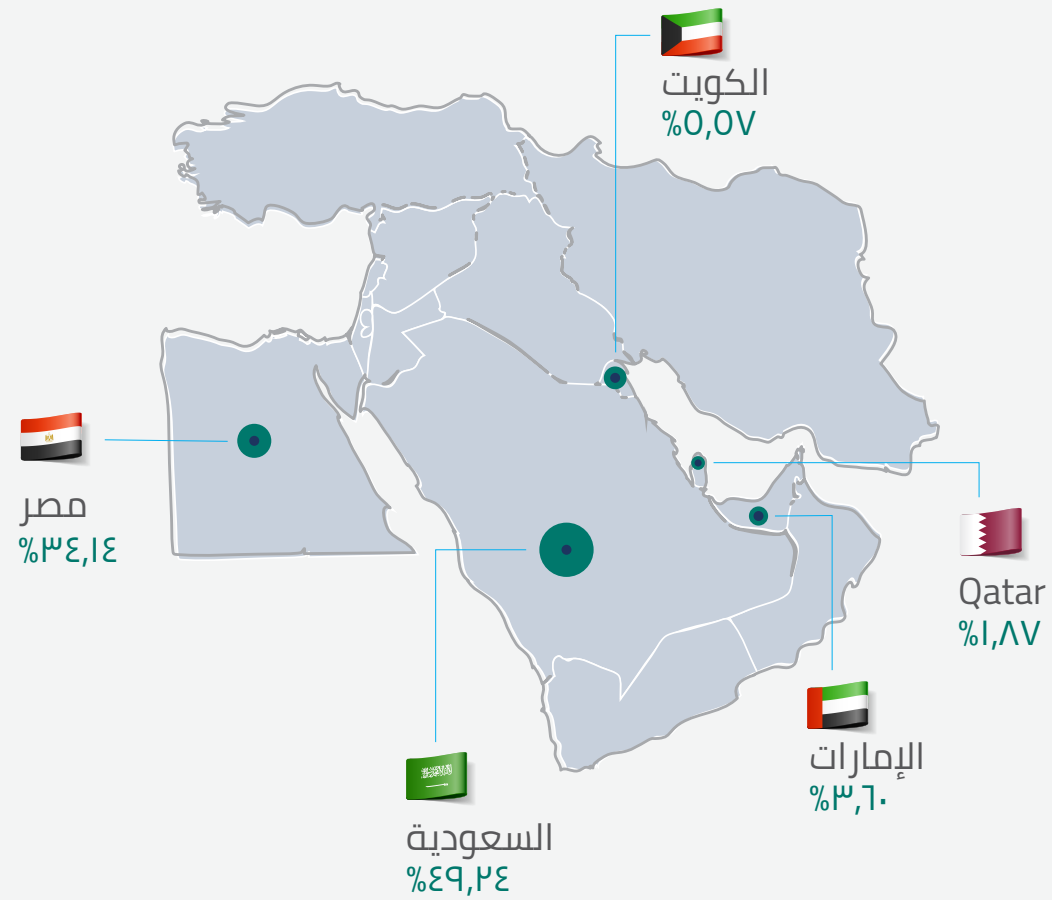 الكويت
%٥,٥٧
مصر
%٣٤,١٤
Qatar
%١,٨٧
الإمارات
%٣,٦٠
السعودية
%٤٩,٢٤